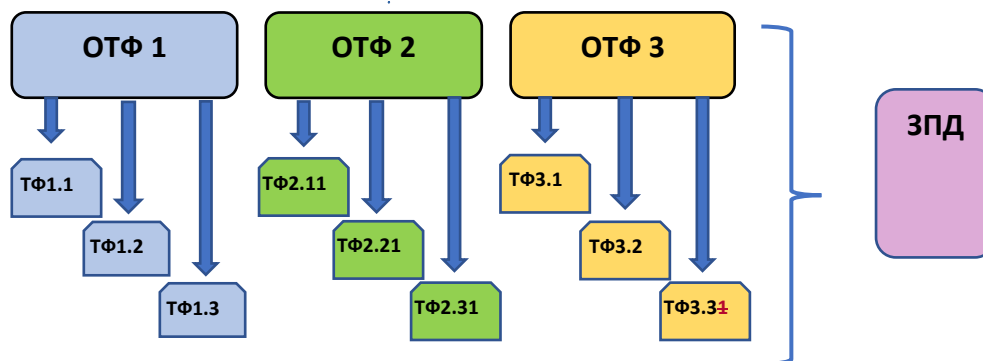 ОТФ 1
ОТФ 2
ОТФ 3
ЗПД
ТФ1.1
ТФ2.11
ТФ3.1
ТФ1.2
ТФ2.21
ТФ3.2
ТФ1.3
ТФ2.31
ТФ3.31